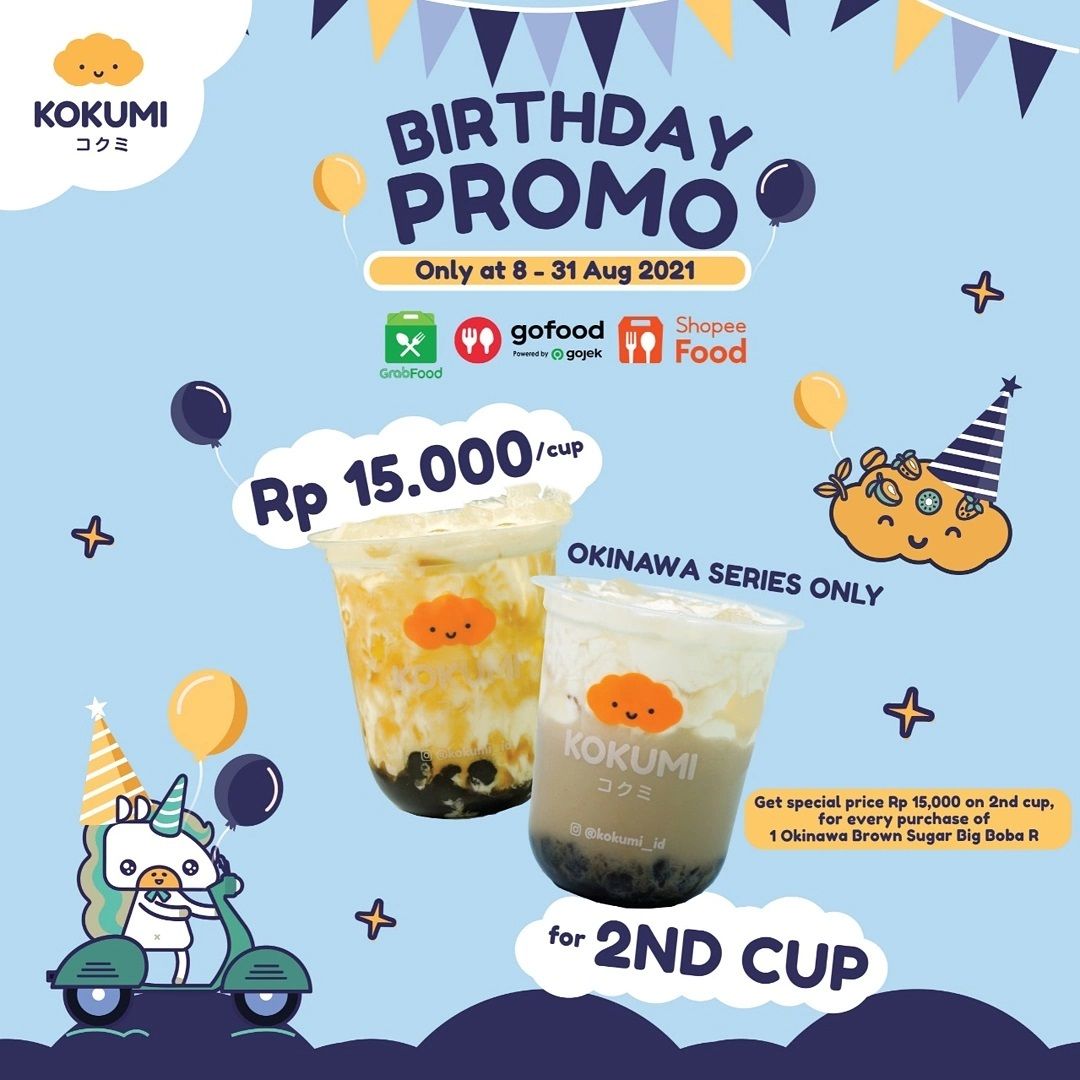 KOKUMI
コクミ
BIRTHDAY
PROMO
Only at 8 - 31 Aug 2021
GrabFood
gofood
Powered by gojek
Shopee
Food
Rp 15.000/cup
OKINAWA SERIES ONLY
KOKUMI
@kokumi_id
KOKUMI
コクミ
@kokumi_id
Get special price Rp 15,000 on 2nd cup,
for every purchase of
1 Okinawa Brown Sugar Big Boba R
for 2ND CUP